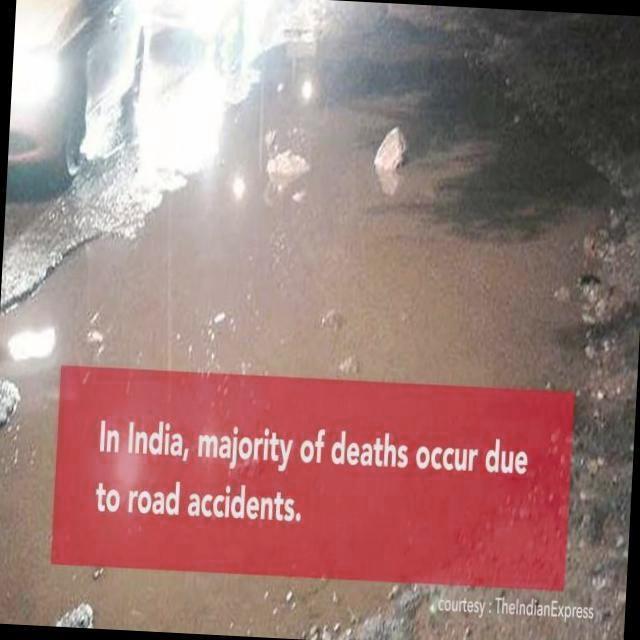 In India, majority of deaths occur due
to road accidents.
courtesy : TheIndianExpress